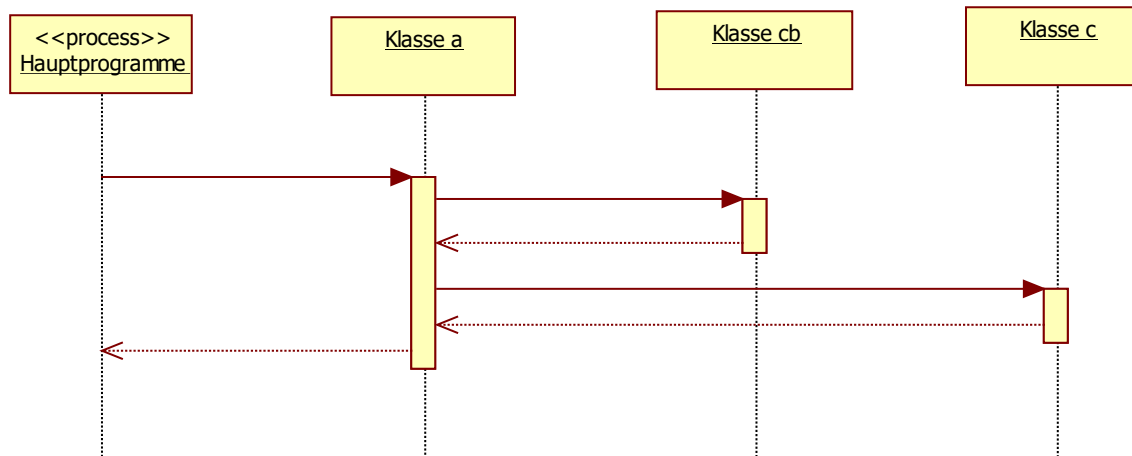 <<process>>
Hauptprogramme
Klasse a
Klasse cb
Klasse c